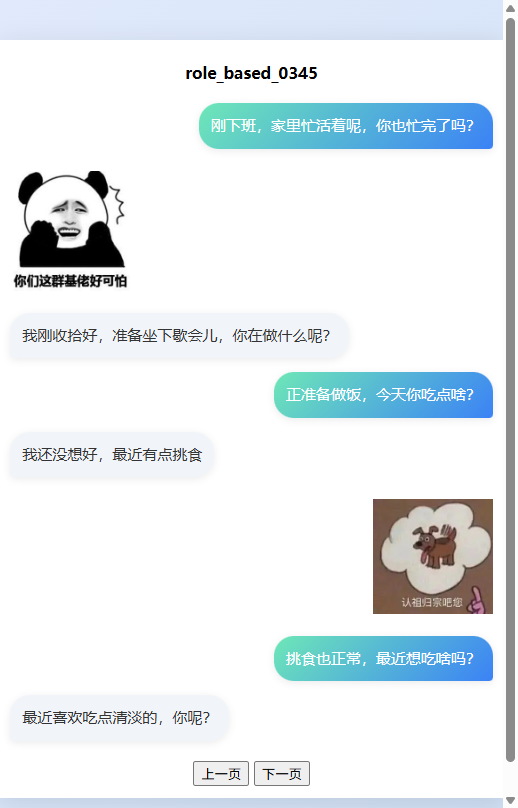 role_based_0345
刚下班，家里忙活着呢，你也忙完了吗？
你们这群基佬好可怕
我刚收拾好，准备坐下歇会儿，你在做什么呢？
正准备做饭，今天你吃点啥？
我还没想好，最近有点挑食
认祖归宗吧您
挑食也正常，最近想吃啥吗？
最近喜欢吃点清淡的，你呢？
上一页 下一页